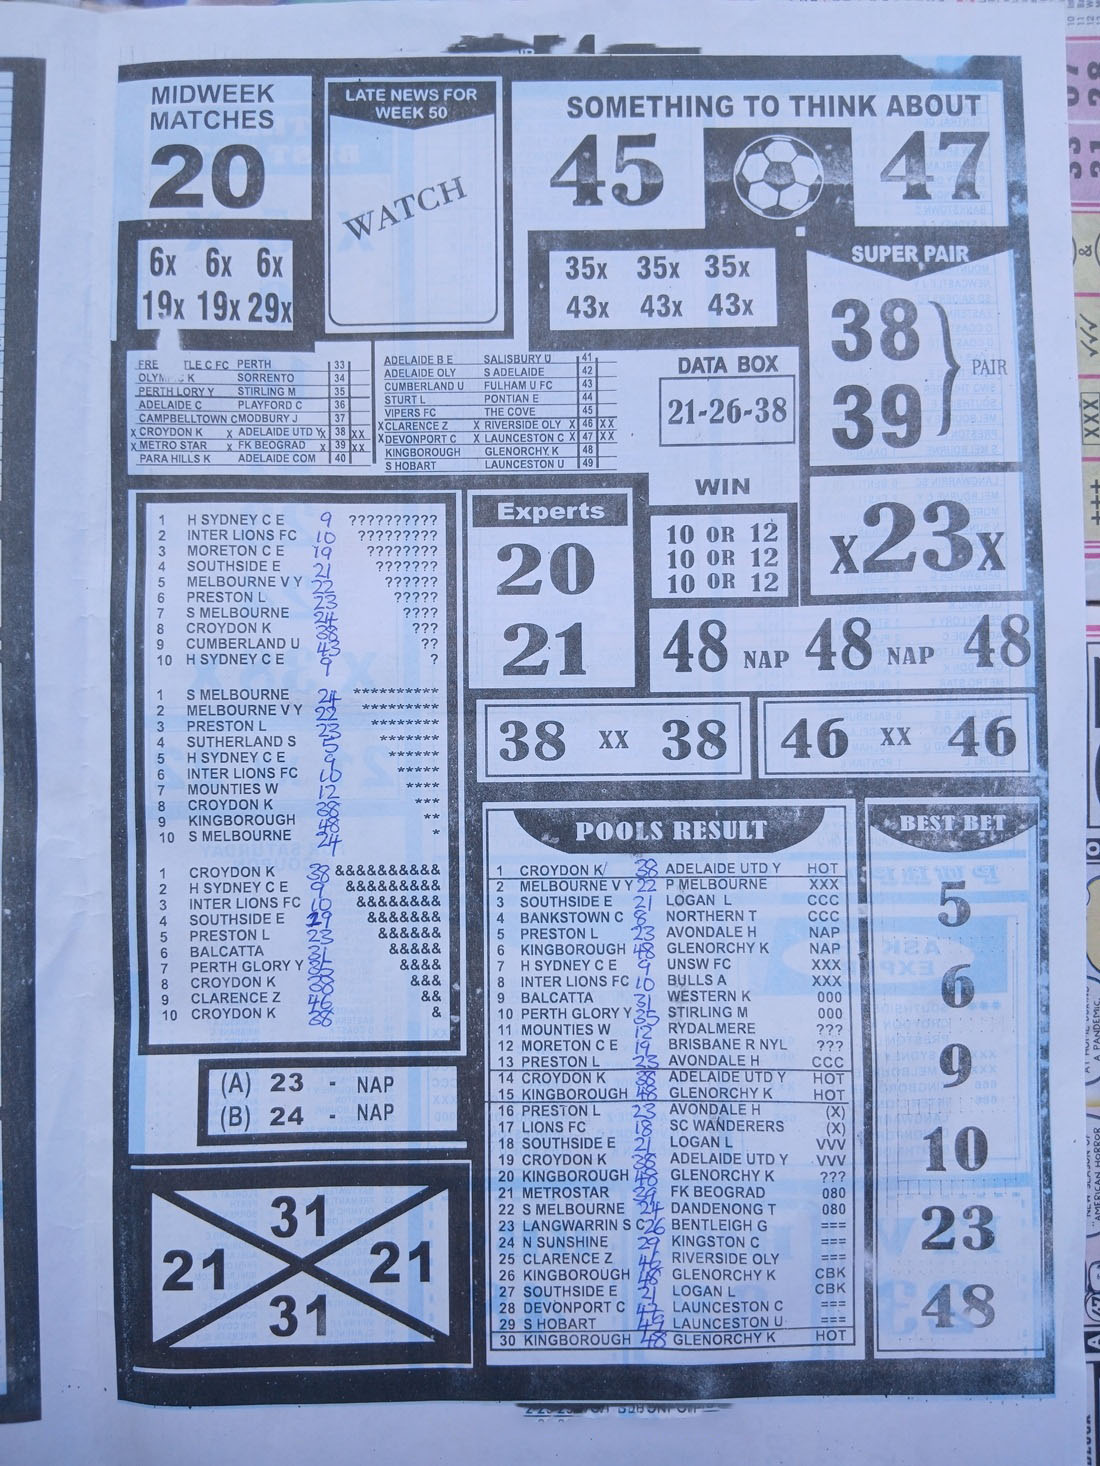 MIDWEEK
MATCHES
20
LATE NEWS FOR
WEEK 50
WATCH
SOMETHING TO THINK ABOUT
45 47
6x 6x 6x
19x 19x 29x
35x 35x 35x
43x 43x 43x
SUPER PAIR
38
39
PAIR
FRE TLE C FC PERTH 33
OLYM K SORRENTO 34
PERTH LORY Y STIRLING M 35
ADELAIDE C PLAYFORD C 36
CAMPBELLTOWN C MODBURY J 37
X CROYDON K X ADELAIDE UTD Y X 38 XX
X METRO STAR X FK BEOGRAD X 39 XX
PARA HILLS K ADELAIDE COM 40
ADELAIDE B E SALISBURY U 41
ADELAIDE OLY S ADELAIDE 42
CUMBERLAND U FULHAM U FC 43
STURT L PONTIAN E 44
VIPERS FC THE COVE 45
X CLARENCE Z X RIVERSIDE OLY X 46 XX
X DEVONPORT C X LAUNCESTON C X 47 XX
KINGBOROUGH GLENORCHY K 48
S HOBART LAUNCESTON U 49
DATA BOX
21-26-38
WIN
10 OR 12
10 OR 12
10 OR 12
X23X
Experts
20
21
48 NAP 48 NAP 48
38 XX 38
46 XX 46
1 H SYDNEY C E 9 ??????????
2 INTER LIONS FC 10 ?????????
3 MORETON C E 19 ????????
4 SOUTHSIDE E 21 ???????
5 MELBOURNE V Y 22 ??????
6 PRESTON L 23 ?????
7 S MELBOURNE 24 ????
8 CROYDON K 38 ???
9 CUMBERLAND U 43 ??
10 H SYDNEY C E 9 ?
1 S MELBOURNE 24 **********
2 MELBOURNE V Y 22 *********
3 PRESTON L 23 ********
4 SUTHERLAND S 5 *******
5 H SYDNEY C E 9 ******
6 INTER LIONS FC 10 *****
7 MOUNTIES W 12 ****
8 CROYDON K 38 ***
9 KINGBOROUGH 48 **
10 S MELBOURNE 24 *
1 CROYDON K 38 &&&&&&&&&&
2 H SYDNEY C E 9 &&&&&&&&&
3 INTER LIONS FC 10 &&&&&&&&
4 SOUTHSIDE E 29 &&&&&&&
5 PRESTON L 23 &&&&&&
6 BALCATTA 31 &&&&&
7 PERTH GLORY Y 35 &&&&
8 CROYDON K 38 &&&
9 CLARENCE Z 46 &&
10 CROYDON K 38 &
(A) 23 - NAP
(B) 24 - NAP
31
21 21
31
POOLS RESULT
1 CROYDON K/ 38 ADELAIDE UTD Y HOT
2 MELBOURNE V Y 22 P MELBOURNE XXX
3 SOUTHSIDE E 21 LOGAN L CCC
4 BANKSTOWN C 8 NORTHERN T CCC
5 PRESTON L 23 AVONDALE H NAP
6 KINGBOROUGH 48 GLENORCHY K NAP
7 H SYDNEY C E 9 UNSW FC XXX
8 INTER LIONS FC 10 BULLS A XXX
9 BALCATTA 31 WESTERN K 000
10 PERTH GLORY Y 35 STIRLING M 000
11 MOUNTIES W 12 RYDALMERE ???
12 MORETON C E 19 BRISBANE R NYL ???
13 PRESTON L 23 AVONDALE H CCC
14 CROYDON K 38 ADELAIDE UTD Y HOT
15 KINGBOROUGH 48 GLENORCHY K HOT
16 PRESTON L 23 AVONDALE H (X)
17 LIONS FC 18 SC WANDERERS (X)
18 SOUTHSIDE E 21 LOGAN L VVV
19 CROYDON K 38 ADELAIDE UTD Y VVV
20 KINGBOROUGH 48 GLENORCHY K ???
21 METROSTAR 39 FK BEOGRAD 080
22 S MELBOURNE 24 DANDENONG T 080
23 LANGWARRIN S C 26 BENTLEIGH G ===
24 N SUNSHINE 29 KINGSTON C ===
25 CLARENCE Z 46 RIVERSIDE OLY ===
26 KINGBOROUGH 48 GLENORCHY K CBK
27 SOUTHSIDE E 21 LOGAN L CBK
28 DEVONPORT C 47 LAUNCESTON C ===
29 S HOBART 49 LAUNCESTON U ===
30 KINGBOROUGH 48 GLENORCHY K HOT
BEST BET
5
6
9
10
23
48